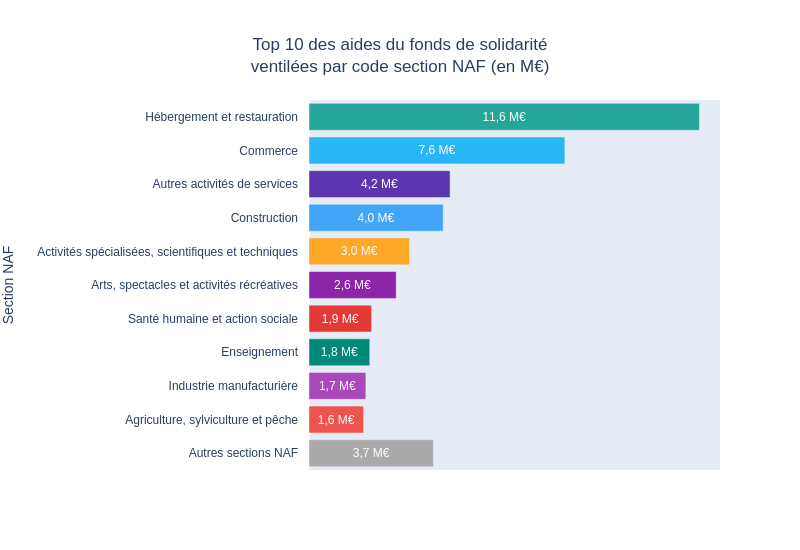 Top 10 des aides du fonds de solidarité
ventilées par code section NAF (en M€)
Section NAF
Hébergement et restauration 11,6 M€
Commerce 7,6 M€
Autres activités de services 4,2 M€
Construction 4,0 M€
Activités spécialisées, scientifiques et techniques 3,0 M€
Arts, spectacles et activités récréatives 2,6 M€
Santé humaine et action sociale 1,9 M€
Enseignement 1,8 M€
Industrie manufacturière 1,7 M€
Agriculture, sylviculture et pêche 1,6 M€
Autres sections NAF 3,7 M€